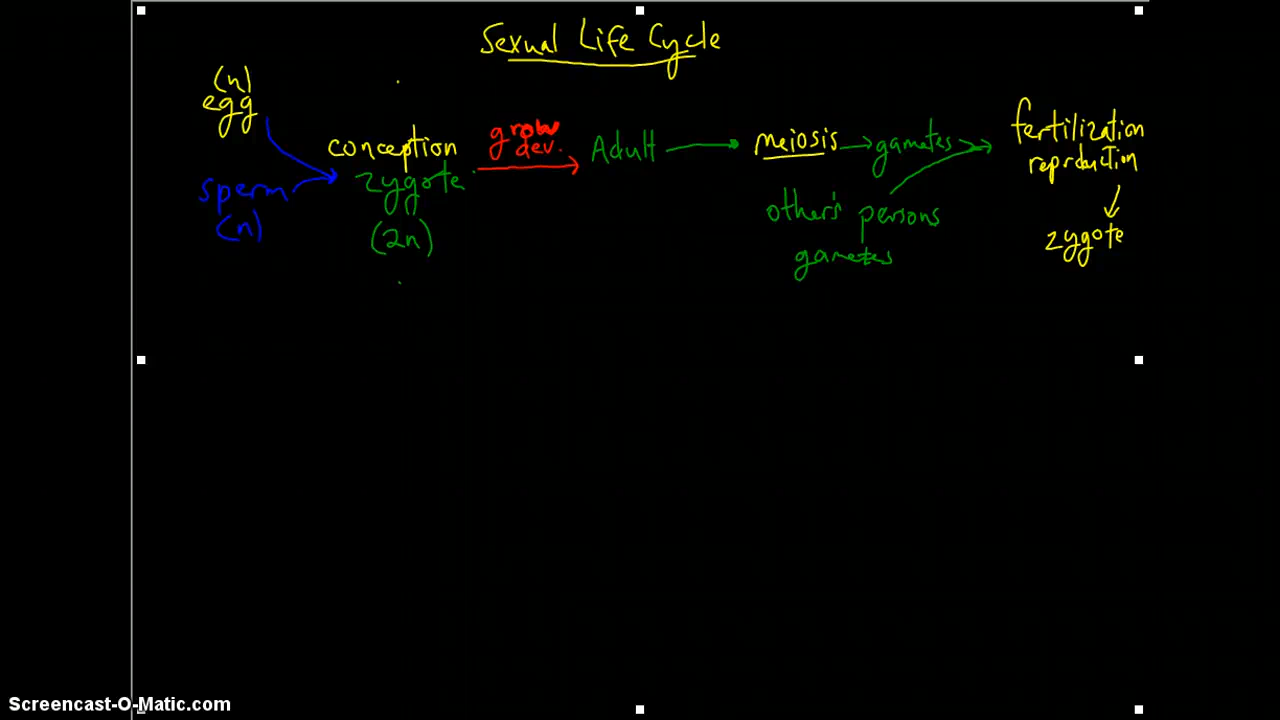 Sexual Life Cycle
(n)
egg
sperm
(n)
conception
zygote
(2n)
grow
dev.
Adult
meiosis
gametes
other's persons
gametes
fertilization
reprduction
zygote
Screencast-O-Matic.com